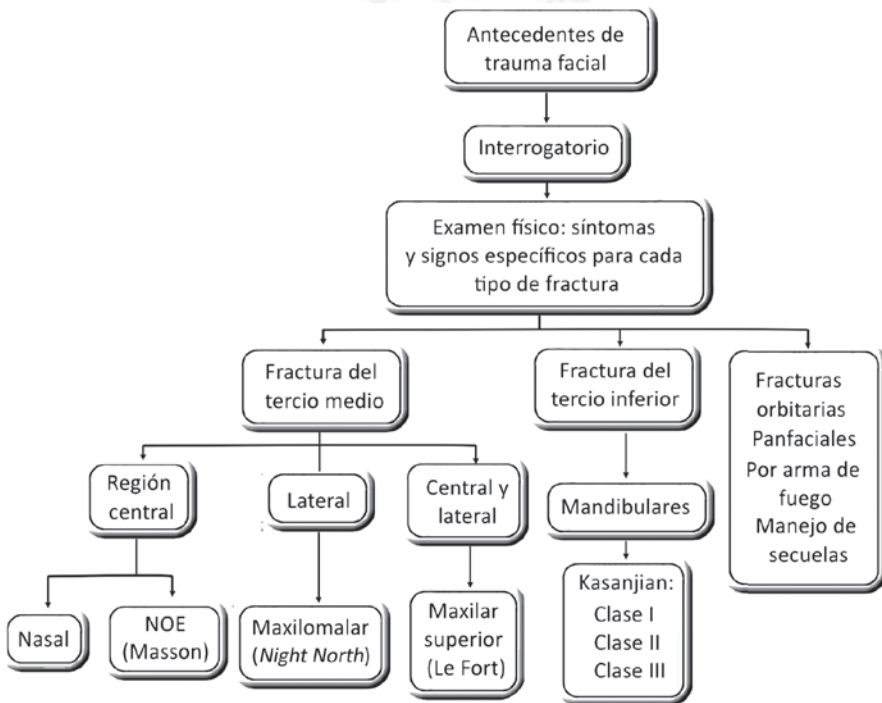 Antecedentes de
trauma facial
Interrogatorio
Examen físico: síntomas
y signos específicos para cada
tipo de fractura
Fractura del
tercio medio
Fractura del
tercio inferior
Fracturas
orbitarias
Panfaciales
Por arma de
fuego
Manejo de
secuelas
Región
central
Lateral
Central y
lateral
Mandibulares
Nasal
NOE
(Masson)
Maxilomalar
(Night North)
Maxilar
superior
(Le Fort)
Kasanjian:
Clase I
Clase II
Clase III